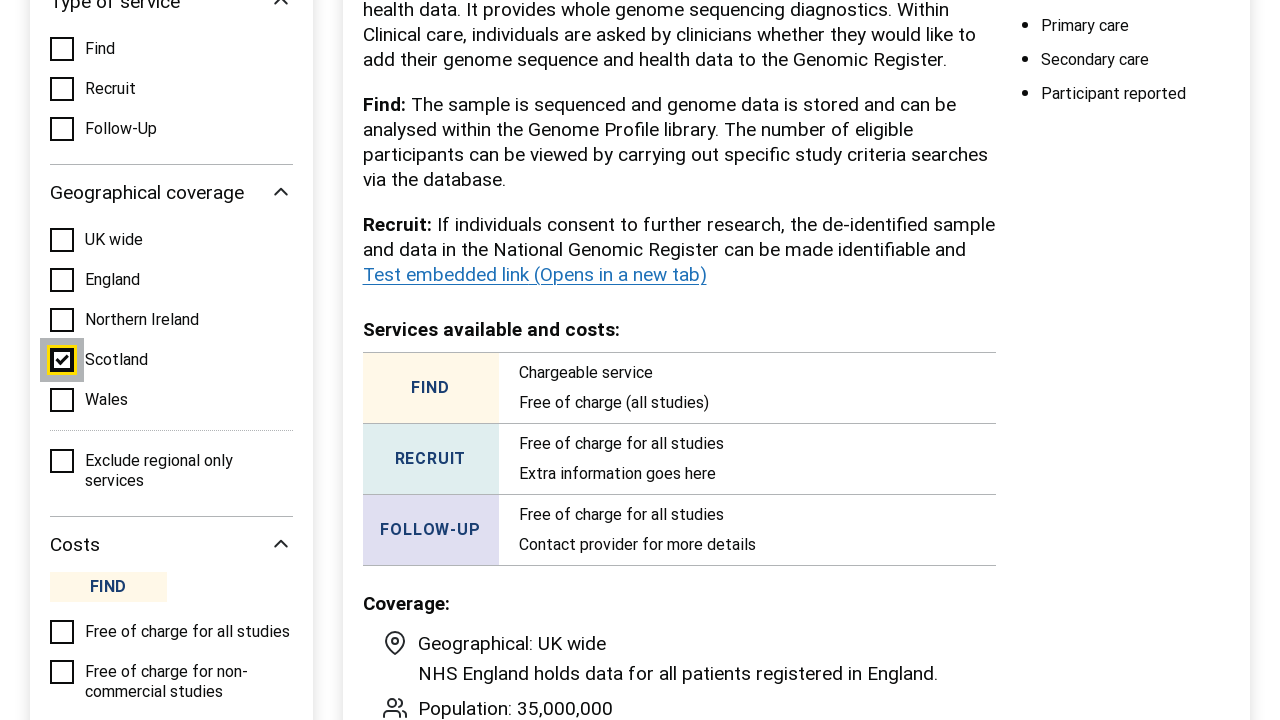 Type of service
Find
Recruit
Follow-Up
Geographical coverage
UK wide
England
Northern Ireland
Scotland
Wales
Exclude regional only
services
Costs
FIND
Free of charge for all studies
Free of charge for non-
commercial studies
health data. It provides whole genome sequencing diagnostics. Within
Clinical care, individuals are asked by clinicians whether they would like to
add their genome sequence and health data to the Genomic Register.
Find: The sample is sequenced and genome data is stored and can be
analysed within the Genome Profile library. The number of eligible
participants can be viewed by carrying out specific study criteria searches
via the database.
Recruit: If individuals consent to further research, the de-identified sample
and data in the National Genomic Register can be made identifiable and
Test embedded link (Opens in a new tab)
Services available and costs:
FIND
Chargeable service
Free of charge (all studies)
RECRUIT
Free of charge for all studies
Extra information goes here
FOLLOW-UP
Free of charge for all studies
Contact provider for more details
Coverage:
Geographical: UK wide
NHS England holds data for all patients registered in England.
Population: 35,000,000
Primary care
Secondary care
Participant reported